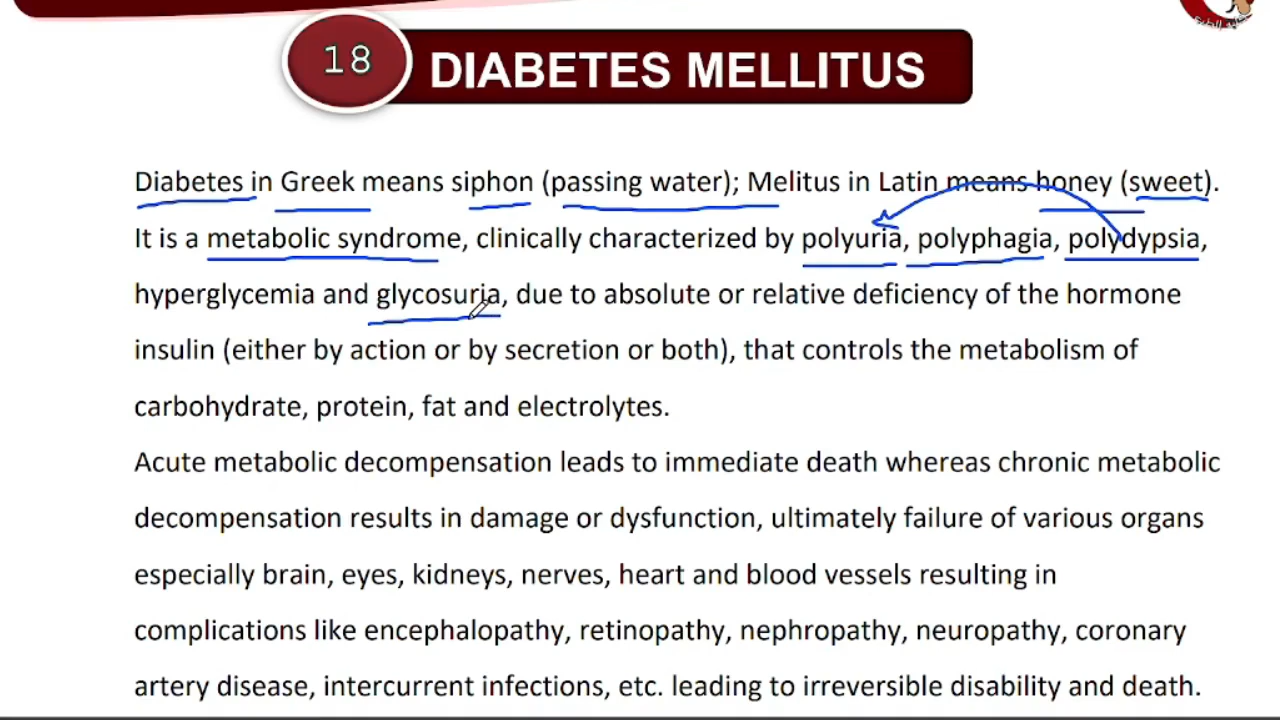 18
DIABETES MELLITUS
Diabetes in Greek means siphon (passing water); Melitus in Latin means honey (sweet).
It is a metabolic syndrome, clinically characterized by polyuria, polyphagia, polydypsia,
hyperglycemia and glycosuria, due to absolute or relative deficiency of the hormone
insulin (either by action or by secretion or both), that controls the metabolism of
carbohydrate, protein, fat and electrolytes.
Acute metabolic decompensation leads to immediate death whereas chronic metabolic
decompensation results in damage or dysfunction, ultimately failure of various organs
especially brain, eyes, kidneys, nerves, heart and blood vessels resulting in
complications like encephalopathy, retinopathy, nephropathy, neuropathy, coronary
artery disease, intercurrent infections, etc. leading to irreversible disability and death.